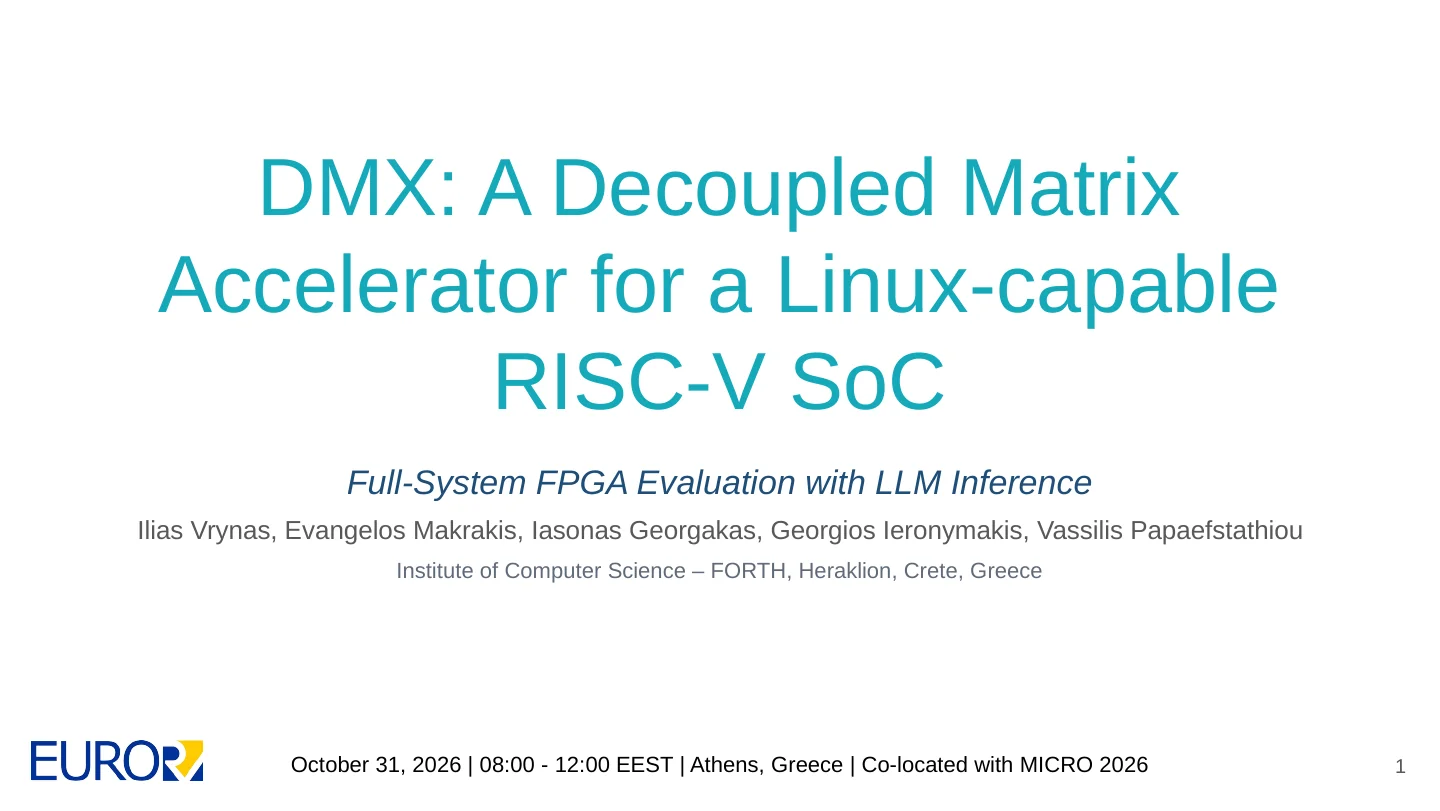 DMX: A Decoupled Matrix
Accelerator for a Linux-capable
RISC-V SoC
Full-System FPGA Evaluation with LLM Inference
Ilias Vrynas, Evangelos Makrakis, Iasonas Georgakas, Georgios Ieronymakis, Vassilis Papaefstathiou
Institute of Computer Science – FORTH, Heraklion, Crete, Greece
EURORV
October 31, 2026 | 08:00 - 12:00 EEST | Athens, Greece | Co-located with MICRO 2026
1